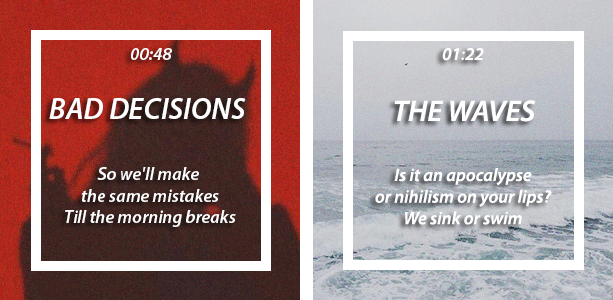 00:48
BAD DECISIONS
So we'll make
the same mistakes
Till the morning breaks
01:22
THE WAVES
Is it an apocalypse
or nihilism on your lips?
We sink or swim